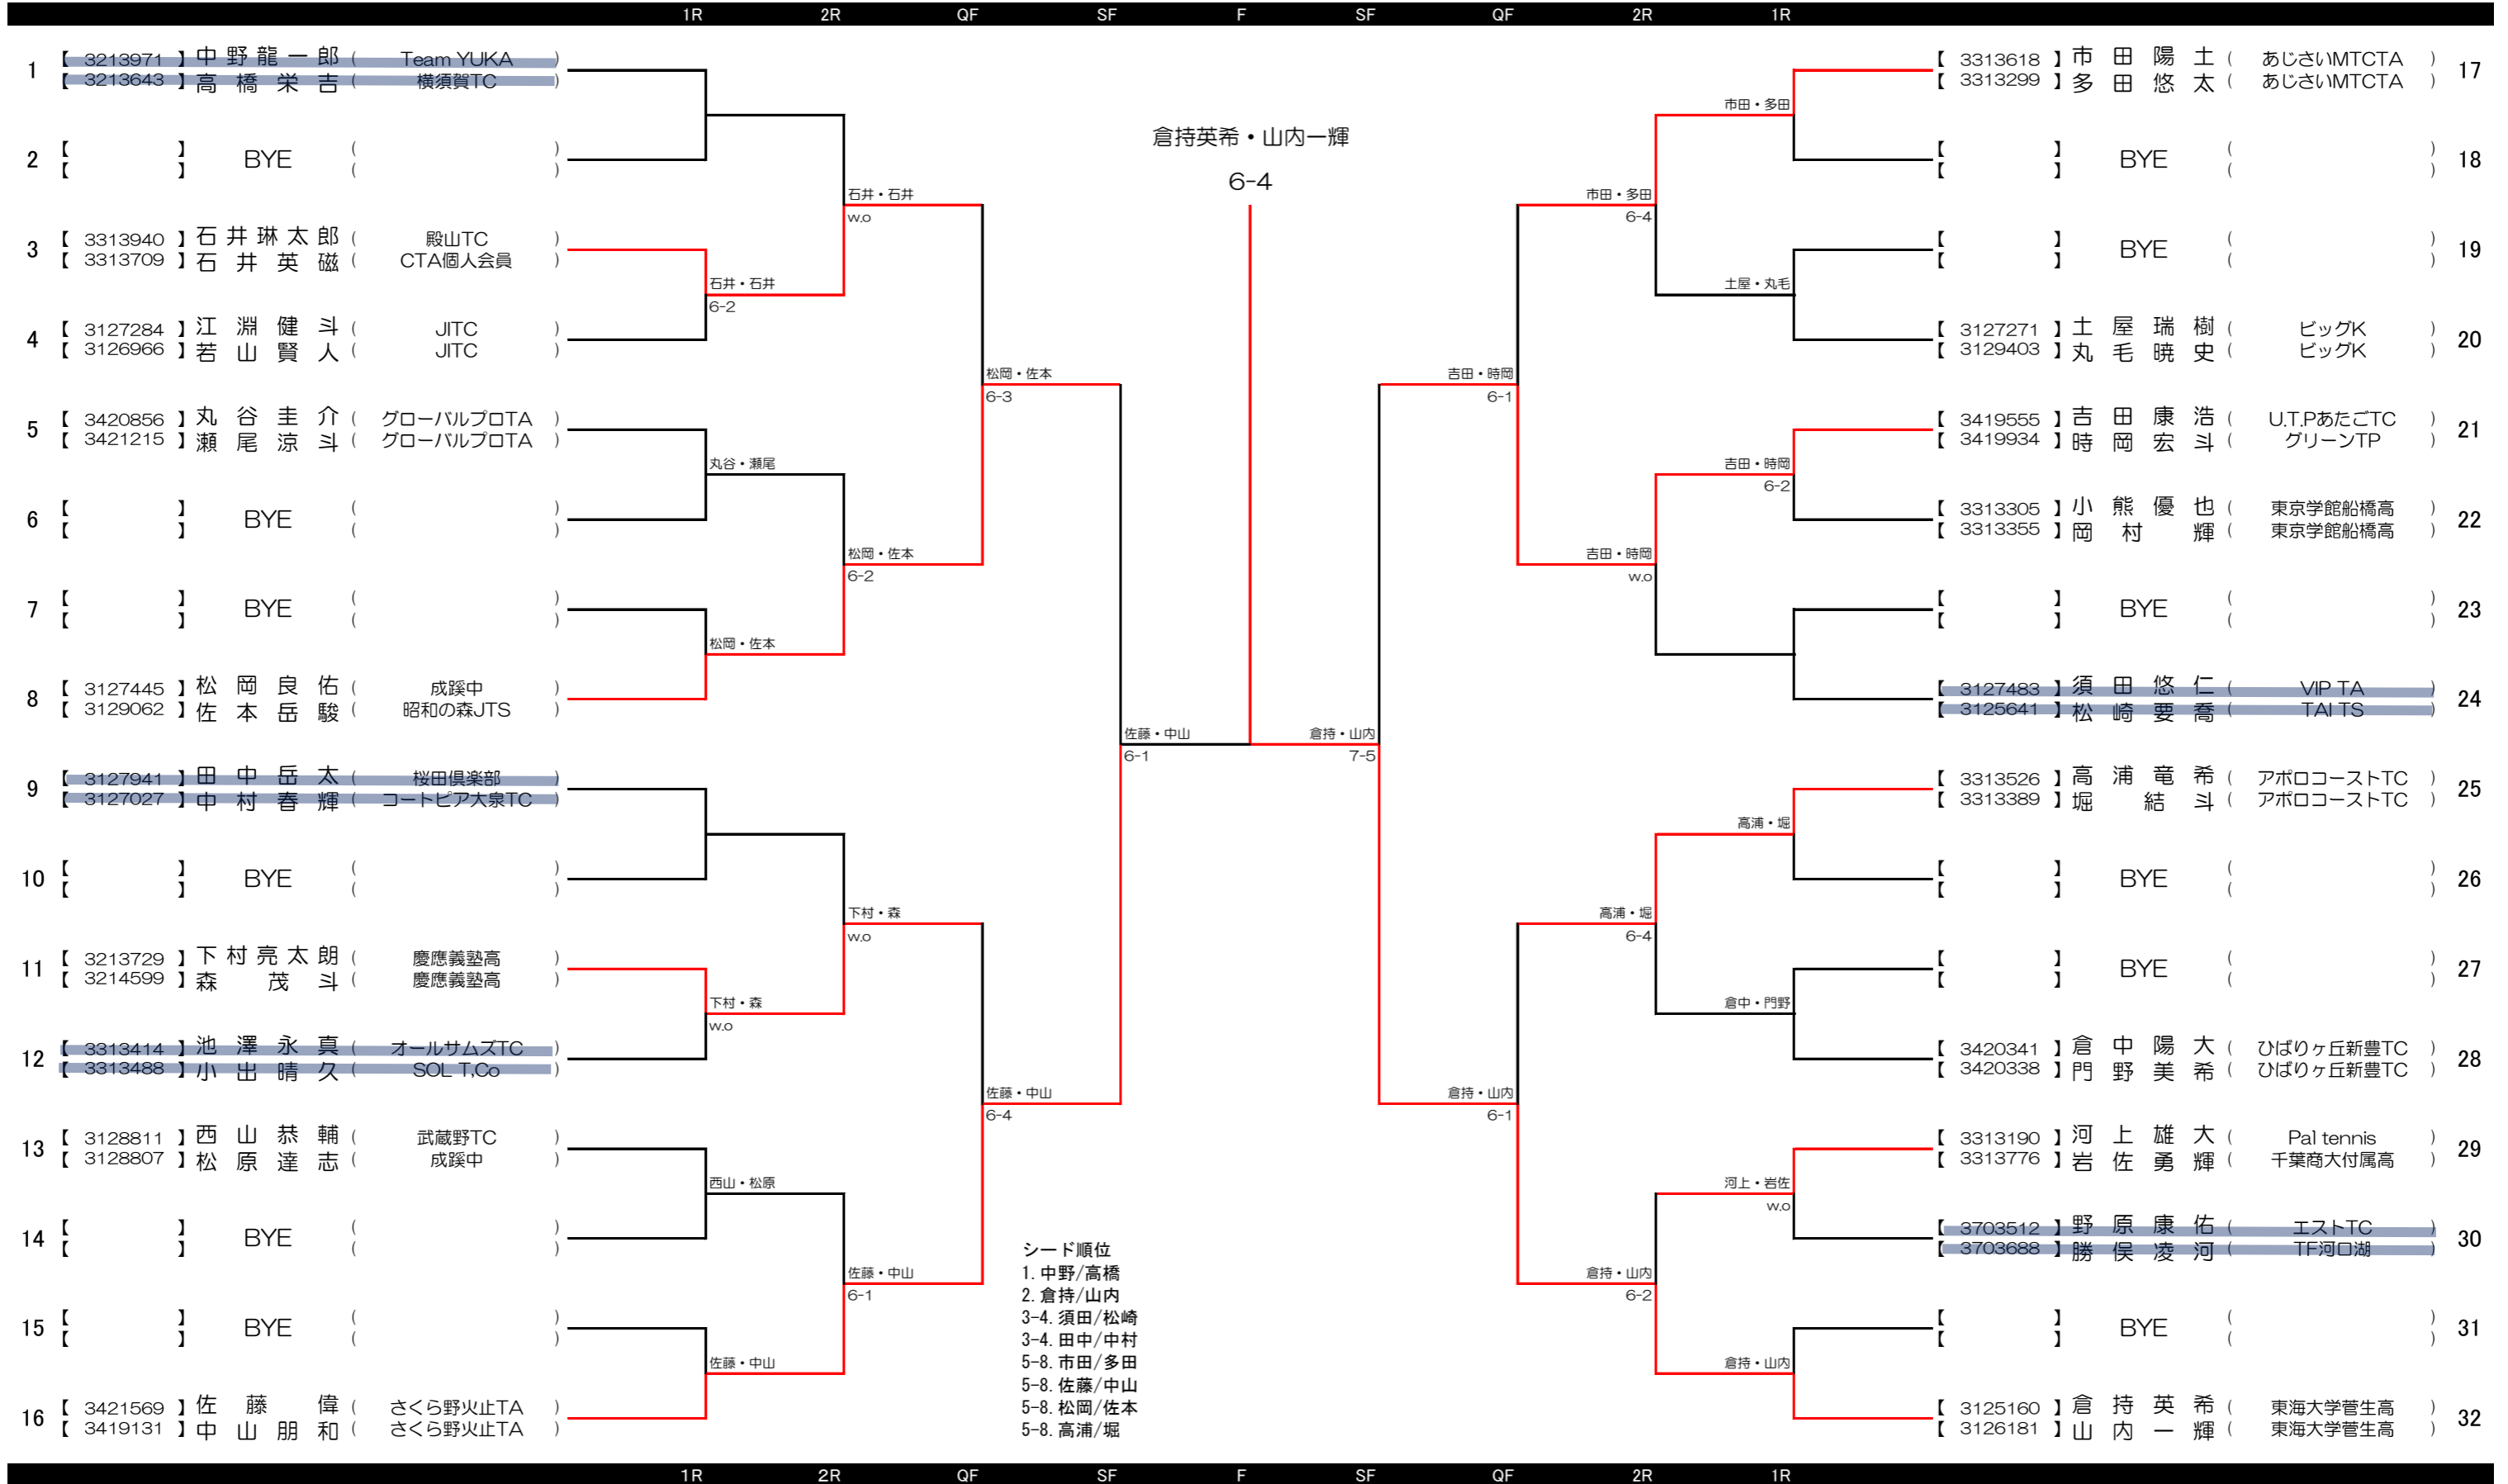 1R 2R QF SF F SF QF 2R 1R
1 【 3213971 】 中野龍一郎 ( Team YUKA )
【 3213643 】 高橋栄吉 ( 横須賀TC )
2 【 】 BYE ( )
【 】 ( )
石井・石井
w.o
3 【 3313940 】 石井琳太郎 ( 殿山TC )
【 3313709 】 石井英磁 ( CTA個人会員 )
石井・石井
6-2
4 【 3127284 】 江淵健斗 ( JITC )
【 3126966 】 若山賢人 ( JITC )
松岡・佐本
6-3
5 【 3420856 】 丸谷圭介 ( グローバルプロTA )
【 3421215 】 瀬尾涼斗 ( グローバルプロTA )
丸谷・瀬尾
6 【 】 BYE ( )
【 】 ( )
松岡・佐本
6-2
7 【 】 BYE ( )
【 】 ( )
松岡・佐本
8 【 3127445 】 松岡良佑 ( 成蹊中 )
【 3129062 】 佐本岳駿 ( 昭和の森JTS )
佐藤・中山
6-1
9 【 3127941 】 田中岳太 ( 桜田倶楽部 )
【 3127027 】 中村春輝 ( コートピア大泉TC )
10 【 】 BYE ( )
【 】 ( )
下村・森
w.o
11 【 3213729 】 下村亮太朗 ( 慶應義塾高 )
【 3214599 】 森茂斗 ( 慶應義塾高 )
下村・森
w.o
12 【 3313414 】 池澤永真 ( オールサムズTC )
【 3313488 】 小出晴久 ( SOL T,Co )
佐藤・中山
6-4
13 【 3128811 】 西山恭輔 ( 武蔵野TC )
【 3128807 】 松原達志 ( 成蹊中 )
西山・松原
14 【 】 BYE ( )
【 】 ( )
佐藤・中山
6-1
15 【 】 BYE ( )
【 】 ( )
佐藤・中山
16 【 3421569 】 佐藤偉 ( さくら野火止TA )
【 3419131 】 中山朋和 ( さくら野火止TA )
倉持英希・山内一輝
6-4
シード順位
1. 中野/高橋
2. 倉持/山内
3-4. 須田/松崎
3-4. 田中/中村
5-8. 市田/多田
5-8. 佐藤/中山
5-8. 松岡/佐本
5-8. 高浦/堀
【 3313618 】 市田陽土 ( あじさいMTCTA ) 17
【 3313299 】 多田悠太 ( あじさいMTCTA )
市田・多田
【 】 BYE ( ) 18
【 】 ( )
市田・多田
6-4
【 】 BYE ( ) 19
【 】 ( )
土屋・丸毛
【 3127271 】 土屋瑞樹 ( ビッグK ) 20
【 3129403 】 丸毛暁史 ( ビッグK )
吉田・時岡
6-1
【 3419555 】 吉田康浩 ( U.T.PあたごTC ) 21
【 3419934 】 時岡宏斗 ( グリーンTP )
吉田・時岡
6-2
【 3313305 】 小熊優也 ( 東京学館船橋高 ) 22
【 3313355 】 岡村輝 ( 東京学館船橋高 )
吉田・時岡
w.o
【 】 BYE ( ) 23
【 】 ( )
【 3127483 】 須田悠仁 ( VIP TA ) 24
【 3125641 】 松崎要喬 ( TAI TS )
倉持・山内
7-5
【 3313526 】 高浦竜希 ( アポロコーストTC ) 25
【 3313389 】 堀結斗 ( アポロコーストTC )
高浦・堀
【 】 BYE ( ) 26
【 】 ( )
高浦・堀
6-4
【 】 BYE ( ) 27
【 】 ( )
倉中・門野
【 3420341 】 倉中陽大 ( ひばりヶ丘新豊TC ) 28
【 3420338 】 門野美希 ( ひばりヶ丘新豊TC )
倉持・山内
6-1
【 3313190 】 河上雄大 ( Pal tennis ) 29
【 3313776 】 岩佐勇輝 ( 千葉商大付属高 )
河上・岩佐
w.o
【 3703512 】 野原康佑 ( エストTC ) 30
【 3703688 】 勝俣凌河 ( TF河口湖 )
倉持・山内
6-2
【 】 BYE ( ) 31
【 】 ( )
倉持・山内
【 3125160 】 倉持英希 ( 東海大学菅生高 ) 32
【 3126181 】 山内一輝 ( 東海大学菅生高 )
1R 2R QF SF F SF QF 2R 1R